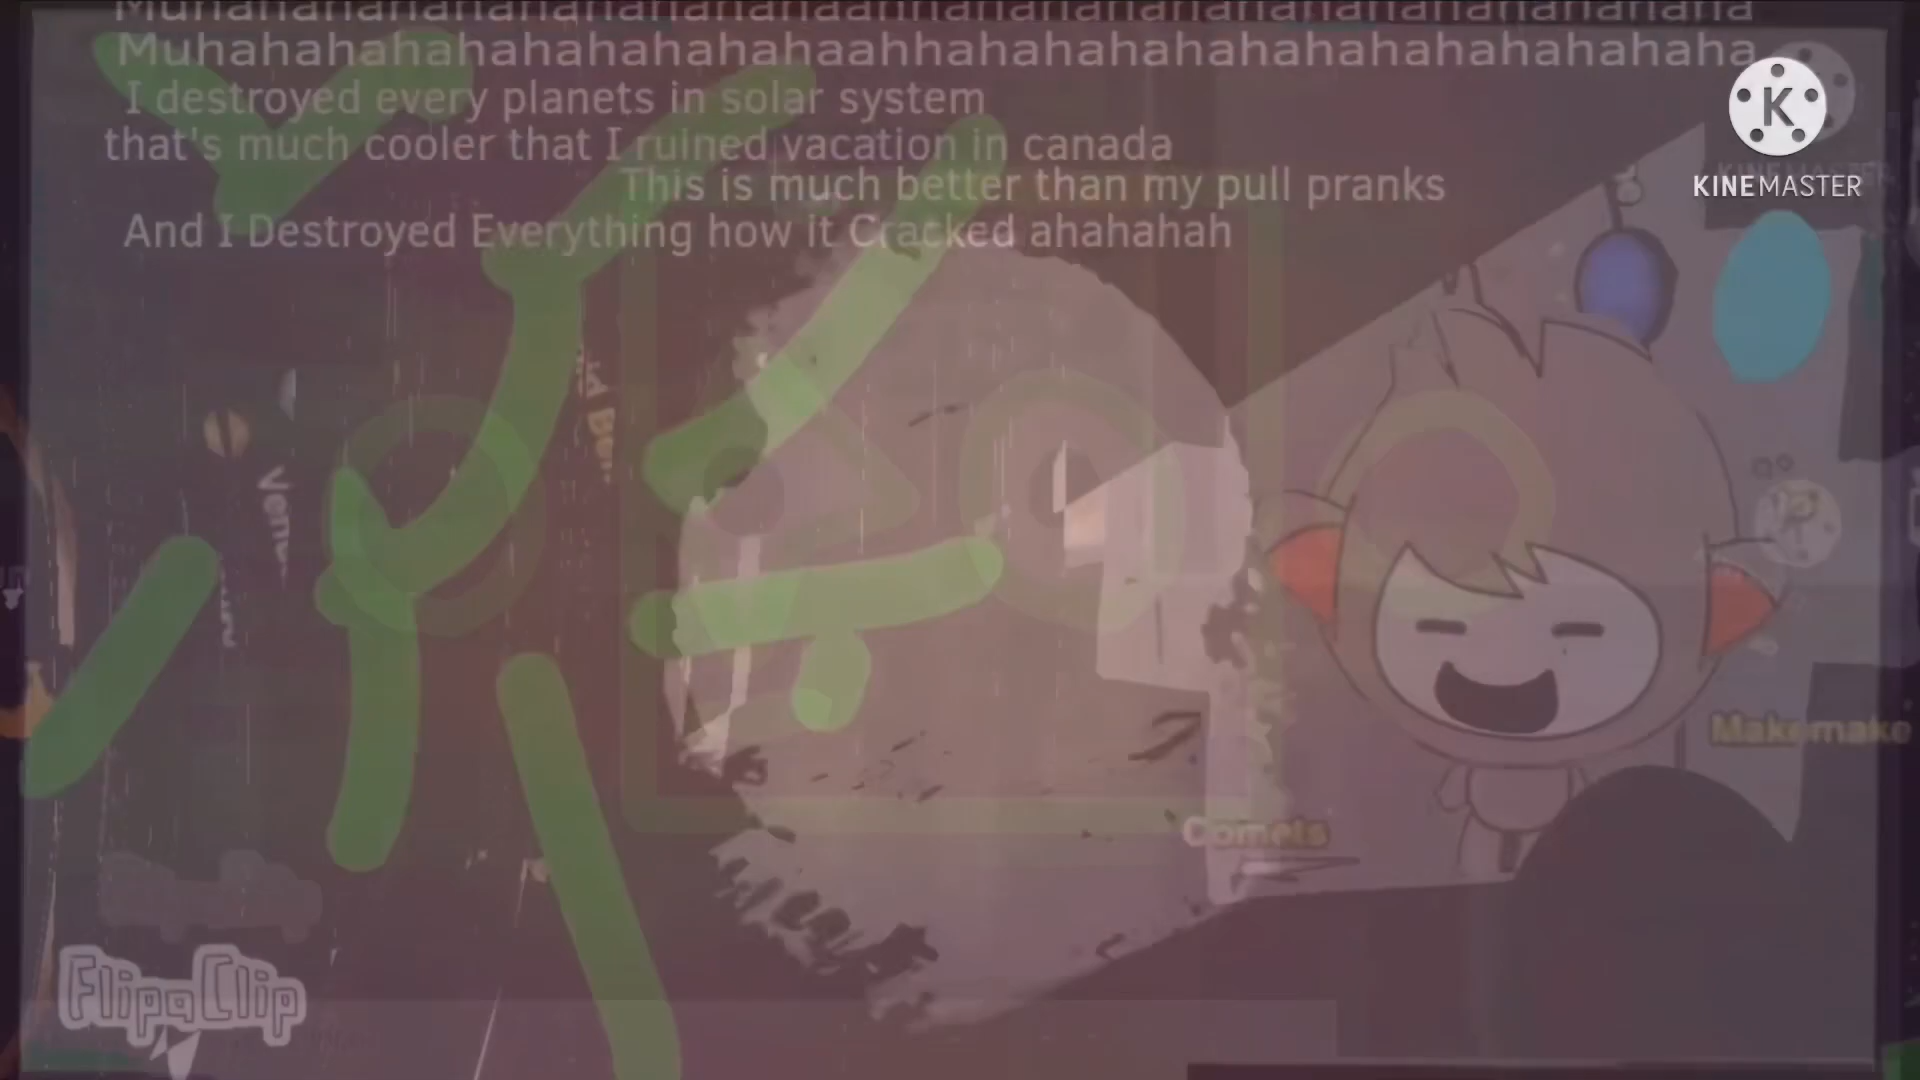 Muhahahahahahahahahahaahhahahahahahahahahahahahaha
I destroyed every planets in solar system
that's much cooler that I ruined vacation in canada
This is much better than my pull pranks
And I Destroyed Everything how it Cracked ahahahah
KINEMASTER
Makemake
Comets
FlipaClip